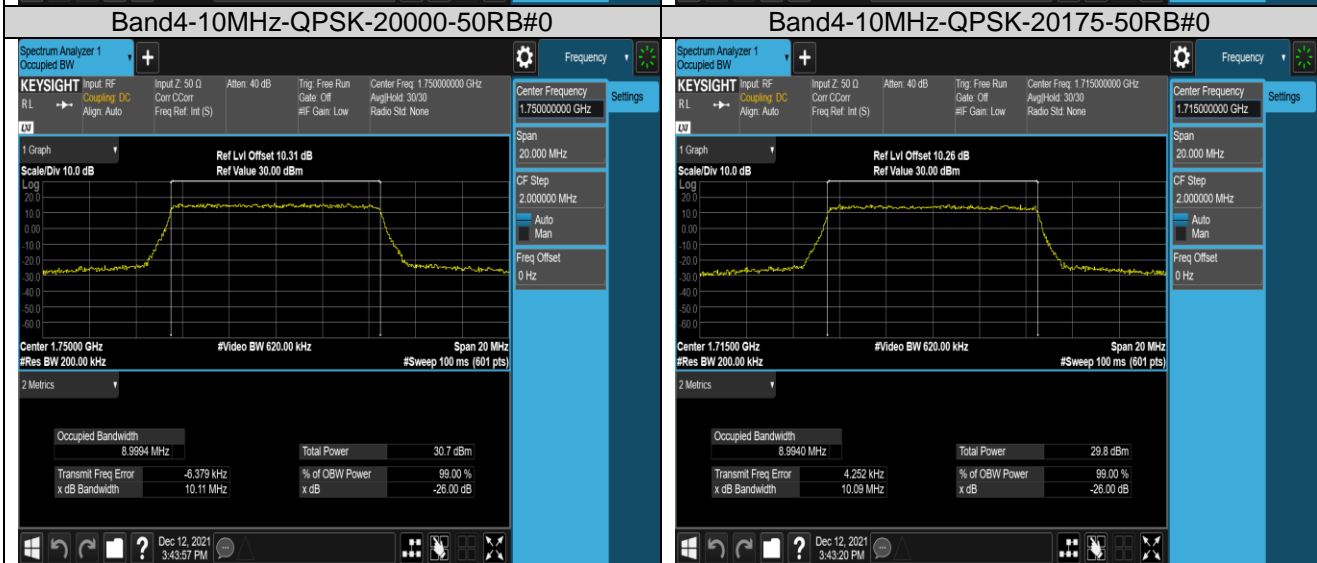 Band4-10MHz-QPSK-20000-50RB#0
Spectrum Analyzer 1
Occupied BW
Frequency
KEYSIGHT
Input: RF
Coupling: DC
Align: Auto
RL
LXI
Input Z: 50 Ω
Corr CCorr
Freq Ref: Int (S)
Atten: 40 dB
Trig: Free Run
Gate: Off
#IF Gain: Low
Center Freq: 1.750000000 GHz
Avg|Hold: 30/30
Radio Std: None
Center Frequency
1.750000000 GHz
Settings
Span
20.000 MHz
CF Step
2.000000 MHz
Auto
Man
Freq Offset
0 Hz
1 Graph
Scale/Div 10.0 dB
Ref Lvl Offset 10.31 dB
Ref Value 30.00 dBm
Log
20.0
10.0
0.00
-10.0
-20.0
-30.0
-40.0
-50.0
-60.0
Center 1.75000 GHz
#Res BW 200.00 kHz
#Video BW 620.00 kHz
Span 20 MHz
#Sweep 100 ms (601 pts)
2 Metrics
Occupied Bandwidth
8.9994 MHz
Total Power 30.7 dBm
Transmit Freq Error -6.379 kHz
% of OBW Power 99.00 %
x dB Bandwidth 10.11 MHz
x dB -26.00 dB
?
Dec 12, 2021
3:43:57 PM
Band4-10MHz-QPSK-20175-50RB#0
Spectrum Analyzer 1
Occupied BW
Frequency
KEYSIGHT
Input: RF
Coupling: DC
Align: Auto
RL
LXI
Input Z: 50 Ω
Corr CCorr
Freq Ref: Int (S)
Atten: 40 dB
Trig: Free Run
Gate: Off
#IF Gain: Low
Center Freq: 1.715000000 GHz
Avg|Hold: 30/30
Radio Std: None
Center Frequency
1.715000000 GHz
Settings
Span
20.000 MHz
CF Step
2.000000 MHz
Auto
Man
Freq Offset
0 Hz
1 Graph
Scale/Div 10.0 dB
Ref Lvl Offset 10.26 dB
Ref Value 30.00 dBm
Log
20.0
10.0
0.00
-10.0
-20.0
-30.0
-40.0
-50.0
-60.0
Center 1.71500 GHz
#Res BW 200.00 kHz
#Video BW 620.00 kHz
Span 20 MHz
#Sweep 100 ms (601 pts)
2 Metrics
Occupied Bandwidth
8.9940 MHz
Total Power 29.8 dBm
Transmit Freq Error 4.252 kHz
% of OBW Power 99.00 %
x dB Bandwidth 10.09 MHz
x dB -26.00 dB
?
Dec 12, 2021
3:43:20 PM